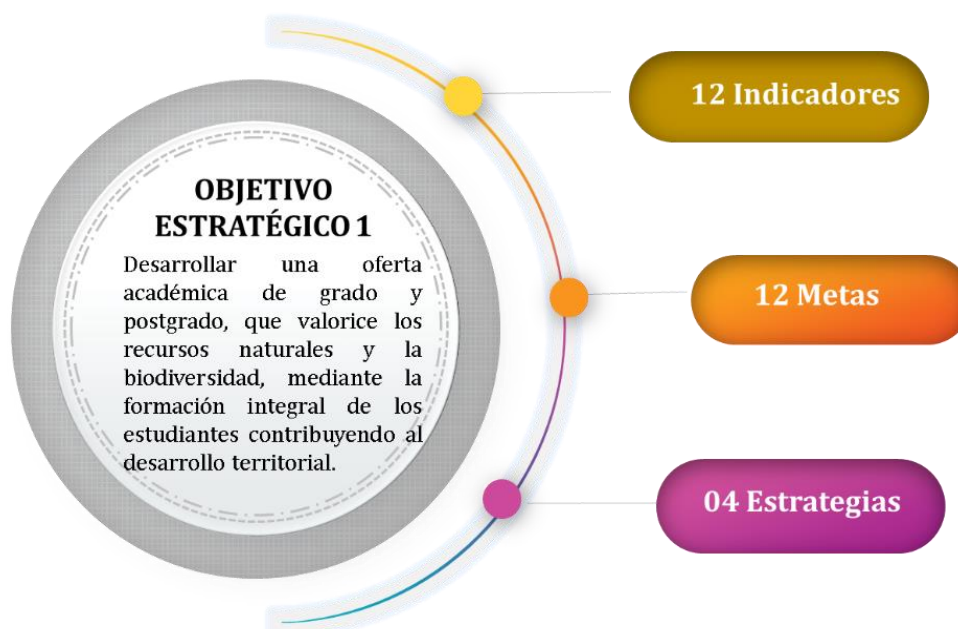 OBJETIVO
ESTRATÉGICO 1
Desarrollar una oferta
académica de grado y
postgrado, que valorice los
recursos naturales y la
biodiversidad, mediante la
formación integral de los
estudiantes contribuyendo al
desarrollo territorial.
12 Indicadores
12 Metas
04 Estrategias